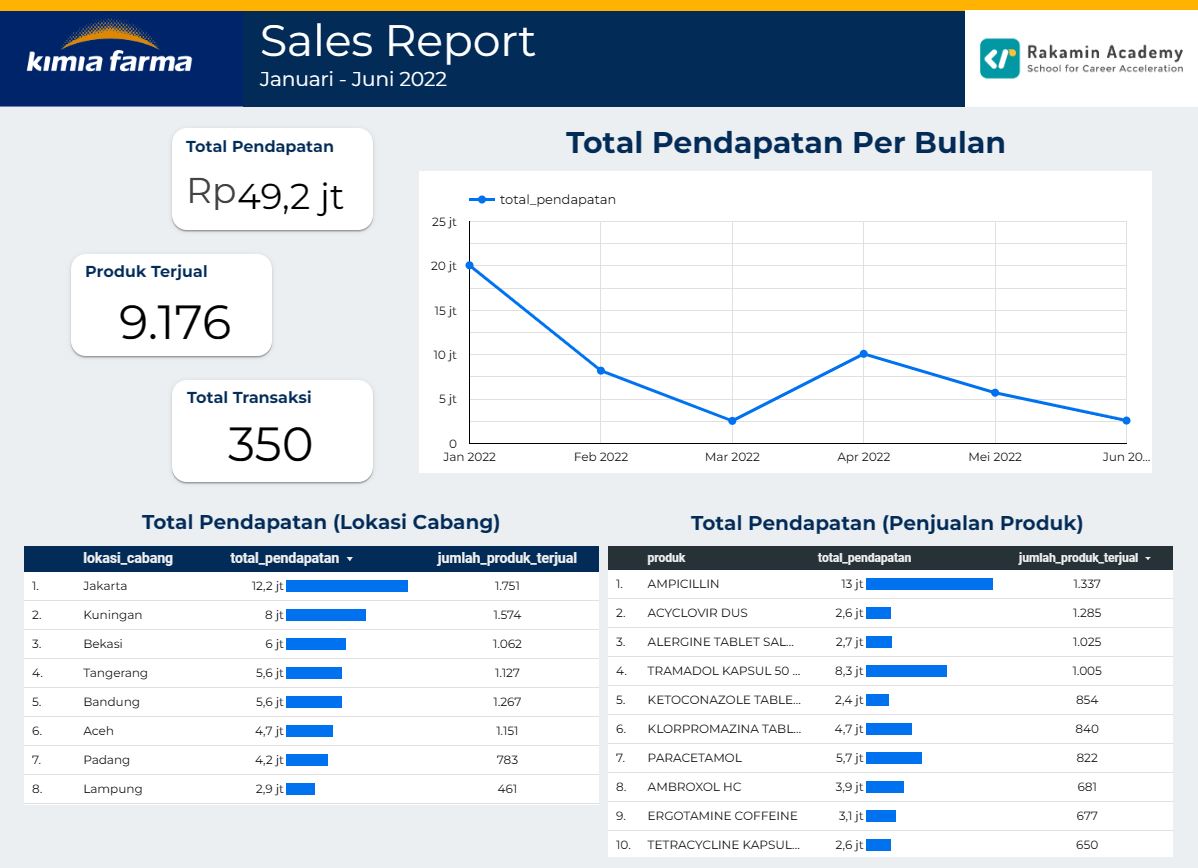 kimia farma
Sales Report
Januari - Juni 2022
Rakamin Academy
School for Career Acceleration
Total Pendapatan
Rp49,2 jt
Produk Terjual
9.176
Total Transaksi
350
Total Pendapatan Per Bulan
total_pendapatan
25 jt
20 jt
15 jt
10 jt
5 jt
0
Jan 2022 Feb 2022 Mar 2022 Apr 2022 Mei 2022 Jun 20...
Total Pendapatan (Lokasi Cabang)
lokasi_cabang total_pendapatan jumlah_produk_terjual
1. Jakarta 12,2 jt 1.751
2. Kuningan 8 jt 1.574
3. Bekasi 6 jt 1.062
4. Tangerang 5,6 jt 1.127
5. Bandung 5,6 jt 1.267
6. Aceh 4,7 jt 1.151
7. Padang 4,2 jt 783
8. Lampung 2,9 jt 461
Total Pendapatan (Penjualan Produk)
produk total_pendapatan jumlah_produk_terjual
1. AMPICILLIN 13 jt 1.337
2. ACYCLOVIR DUS 2,6 jt 1.285
3. ALERGINE TABLET SAL... 2,7 jt 1.025
4. TRAMADOL KAPSUL 50 ... 8,3 jt 1.005
5. KETOCONAZOLE TABLE... 2,4 jt 854
6. KLORPROMAZINA TABL... 4,7 jt 840
7. PARACETAMOL 5,7 jt 822
8. AMBROXOL HC 3,9 jt 681
9. ERGOTAMINE COFFEINE 3,1 jt 677
10. TETRACYCLINE KAPSUL... 2,6 jt 650